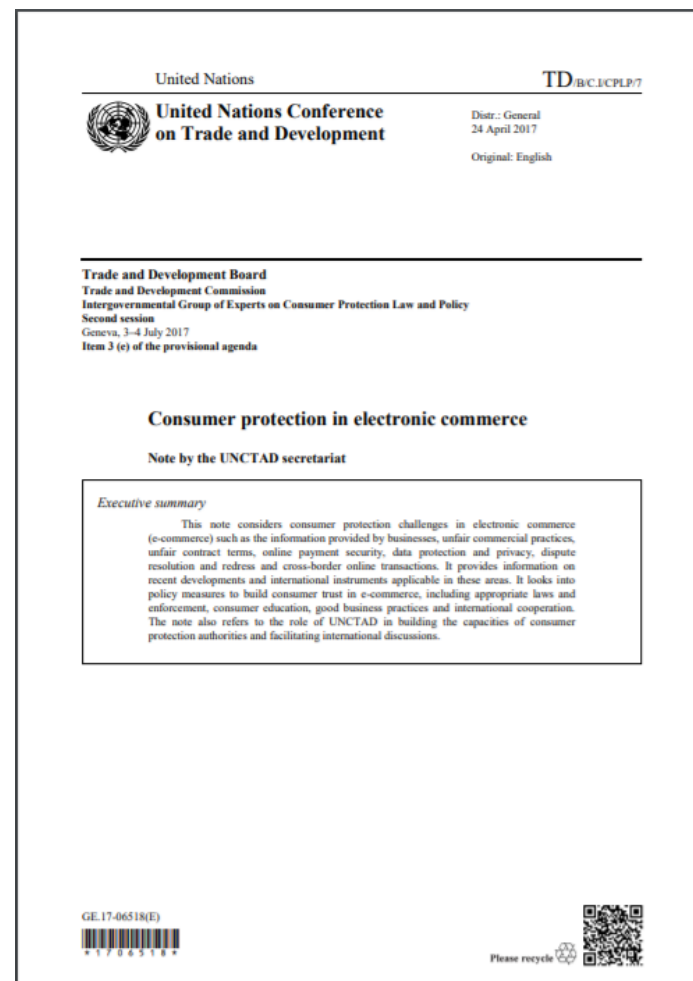 United Nations
TD/B/C.I/CPLP/7
United Nations Conference
on Trade and Development
Distr.: General
24 April 2017
Original: English
Trade and Development Board
Trade and Development Commission
Intergovernmental Group of Experts on Consumer Protection Law and Policy
Second session
Geneva, 3–4 July 2017
Item 3 (e) of the provisional agenda
Consumer protection in electronic commerce
Note by the UNCTAD secretariat
Executive summary
This note considers consumer protection challenges in electronic commerce
(e-commerce) such as the information provided by businesses, unfair commercial practices,
unfair contract terms, online payment security, data protection and privacy, dispute
resolution and redress and cross-border online transactions. It provides information on
recent developments and international instruments applicable in these areas. It looks into
policy measures to build consumer trust in e-commerce, including appropriate laws and
enforcement, consumer education, good business practices and international cooperation.
The note also refers to the role of UNCTAD in building the capacities of consumer
protection authorities and facilitating international discussions.
GE.17-06518(E)
*1706518*
Please recycle